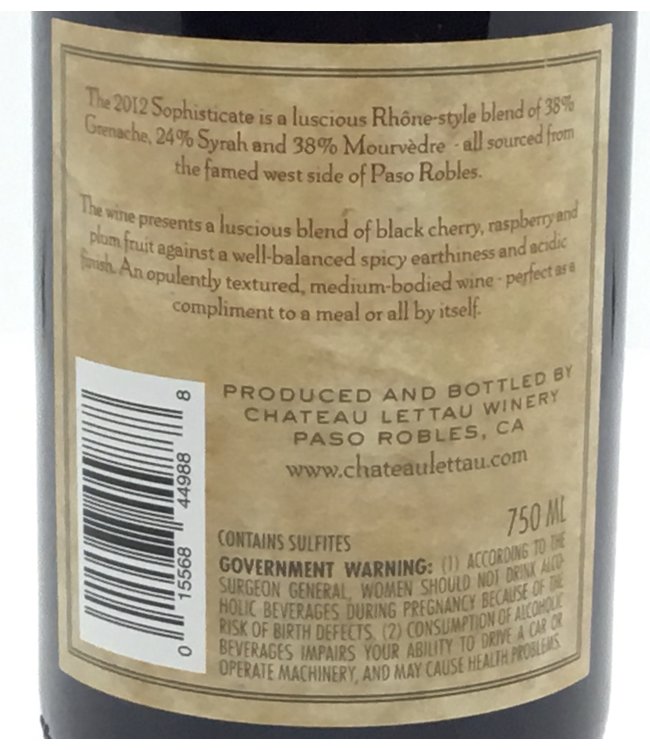 The 2012 Sophisticate is a luscious Rhône-style blend of 38%
Grenache, 24% Syrah and 38% Mourvèdre - all sourced from
the famed west side of Paso Robles.
The wine presents a luscious blend of black cherry, raspberry and
plum fruit against a well-balanced spicy earthiness and acidic
finish. An opulently textured, medium-bodied wine - perfect as a
compliment to a meal or all by itself.
PRODUCED AND BOTTLED BY
CHATEAU LETTAU WINERY
PASO ROBLES, CA
www.chateaulettau.com
750 ML
CONTAINS SULFITES
GOVERNMENT WARNING: (1) ACCORDING TO THE
SURGEON GENERAL, WOMEN SHOULD NOT DRINK ALCO-
HOLIC BEVERAGES DURING PREGNANCY BECAUSE OF THE
RISK OF BIRTH DEFECTS. (2) CONSUMPTION OF ALCOHOLIC
BEVERAGES IMPAIRS YOUR ABILITY TO DRIVE A CAR OR
OPERATE MACHINERY, AND MAY CAUSE HEALTH PROBLEMS.
0 15568 44988 8